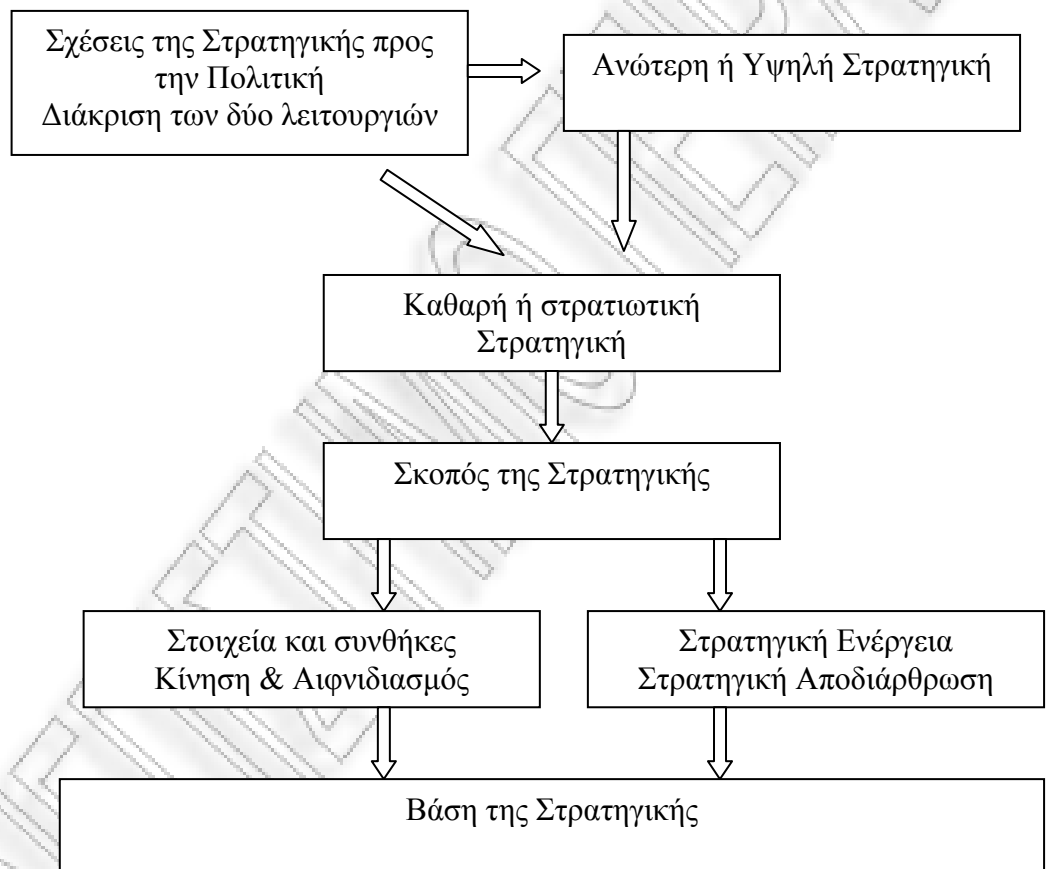 Σχέσεις της Στρατηγικής προς
την Πολιτική
Διάκριση των δύο λειτουργιών
Ανώτερη ή Υψηλή Στρατηγική
Καθαρή ή στρατιωτική
Στρατηγική
Σκοπός της Στρατηγικής
Στοιχεία και συνθήκες
Κίνηση & Αιφνιδιασμός
Στρατηγική Ενέργεια
Στρατηγική Αποδιάρθρωση
Βάση της Στρατηγικής